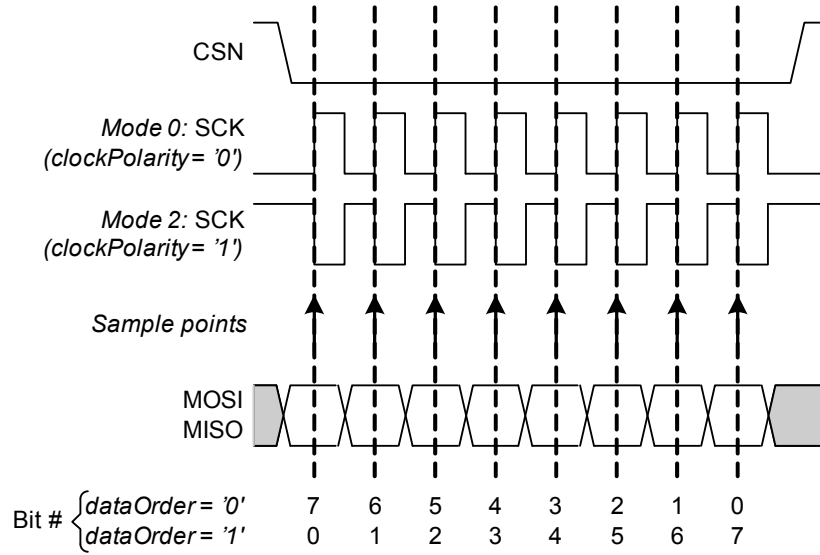 CSN
Mode 0: SCK
(clockPolarity= '0')
Mode 2: SCK
(clockPolarity= '1')
Sample points
MOSI
MISO
Bit # { dataOrder = '0' 7 6 5 4 3 2 1 0
dataOrder = '1' 0 1 2 3 4 5 6 7